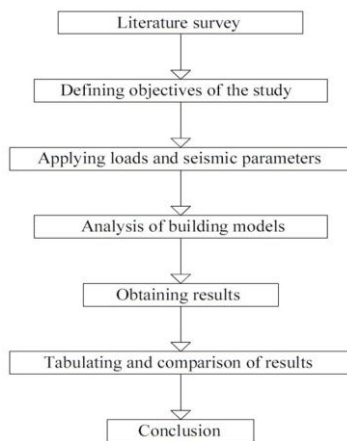 Literature survey
Defining objectives of the study
Applying loads and seismic parameters
Analysis of building models
Obtaining results
Tabulating and comparison of results
Conclusion